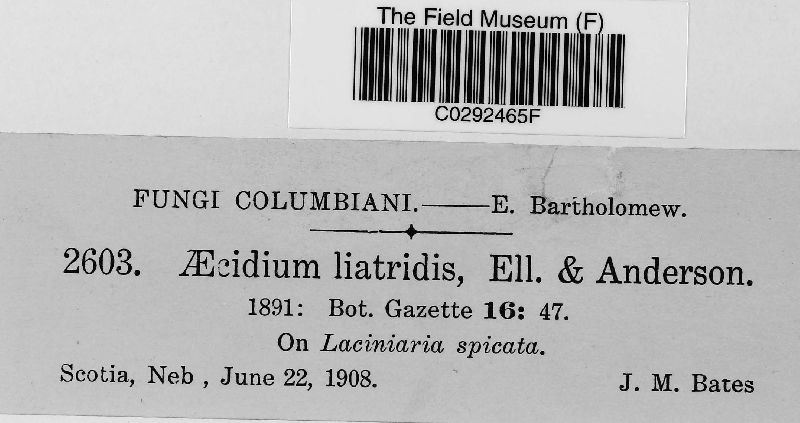 The Field Museum (F)
C0292465F
FUNGI COLUMBIANI.——E. Bartholomew.
2603. Æcidium liatridis, Ell. & Anderson.
1891: Bot. Gazette 16: 47.
On Laciniaria spicata.
Scotia, Neb , June 22, 1908. J. M. Bates